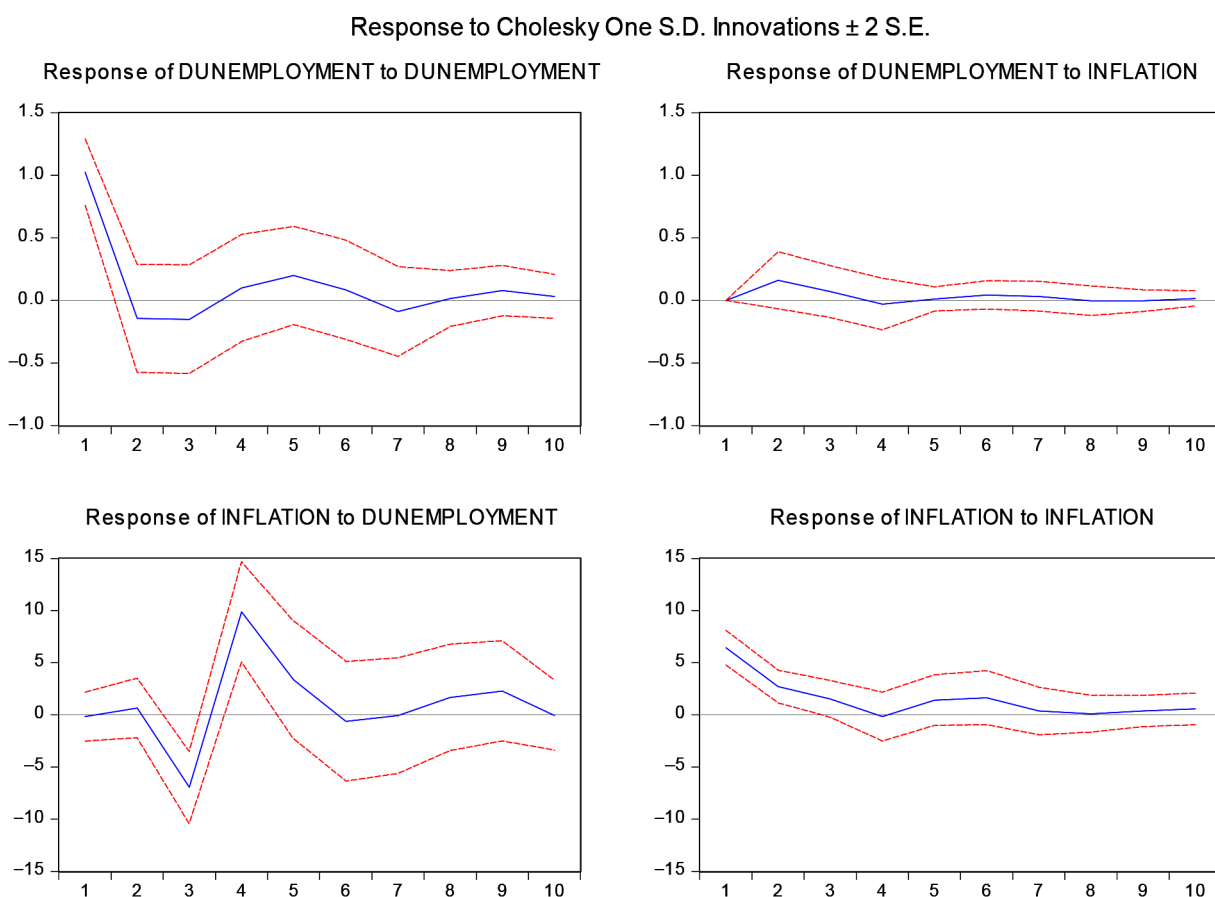 Response to Cholesky One S.D. Innovations ± 2 S.E.
Response of DUNEMPLOYMENT to DUNEMPLOYMENT
1.5
1.0
0.5
0.0
–0.5
–1.0
1 2 3 4 5 6 7 8 9 10
Response of DUNEMPLOYMENT to INFLATION
1.5
1.0
0.5
0.0
–0.5
–1.0
1 2 3 4 5 6 7 8 9 10
Response of INFLATION to DUNEMPLOYMENT
15
10
5
0
–5
–10
–15
1 2 3 4 5 6 7 8 9 10
Response of INFLATION to INFLATION
15
10
5
0
–5
–10
–15
1 2 3 4 5 6 7 8 9 10